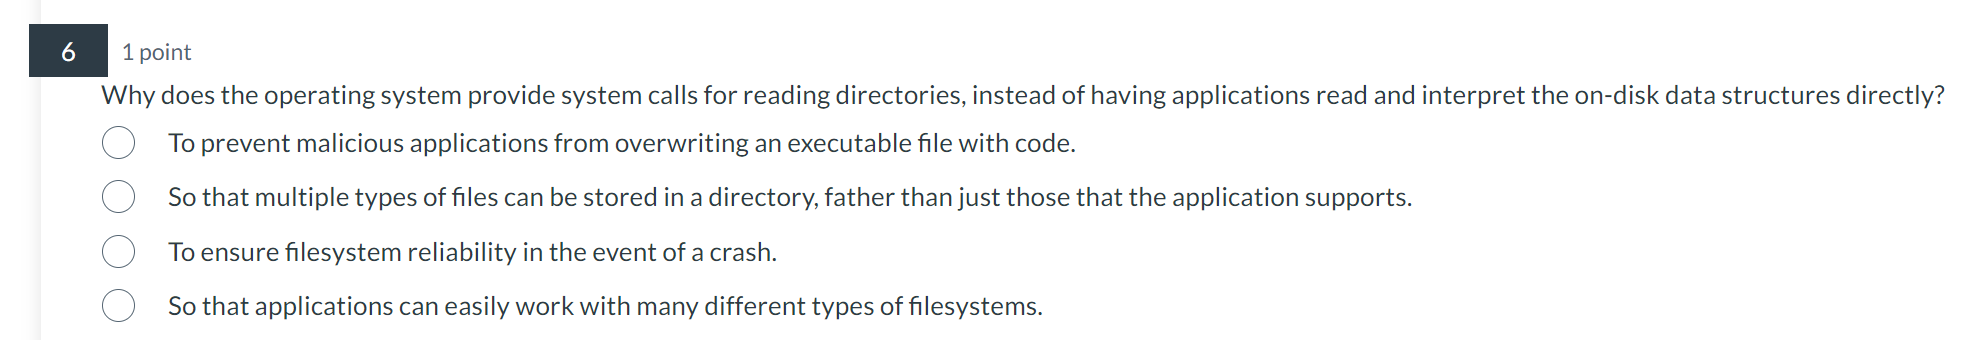 6
1 point
Why does the operating system provide system calls for reading directories, instead of having applications read and interpret the on-disk data structures directly?
To prevent malicious applications from overwriting an executable file with code.
So that multiple types of files can be stored in a directory, father than just those that the application supports.
To ensure filesystem reliability in the event of a crash.
So that applications can easily work with many different types of filesystems.